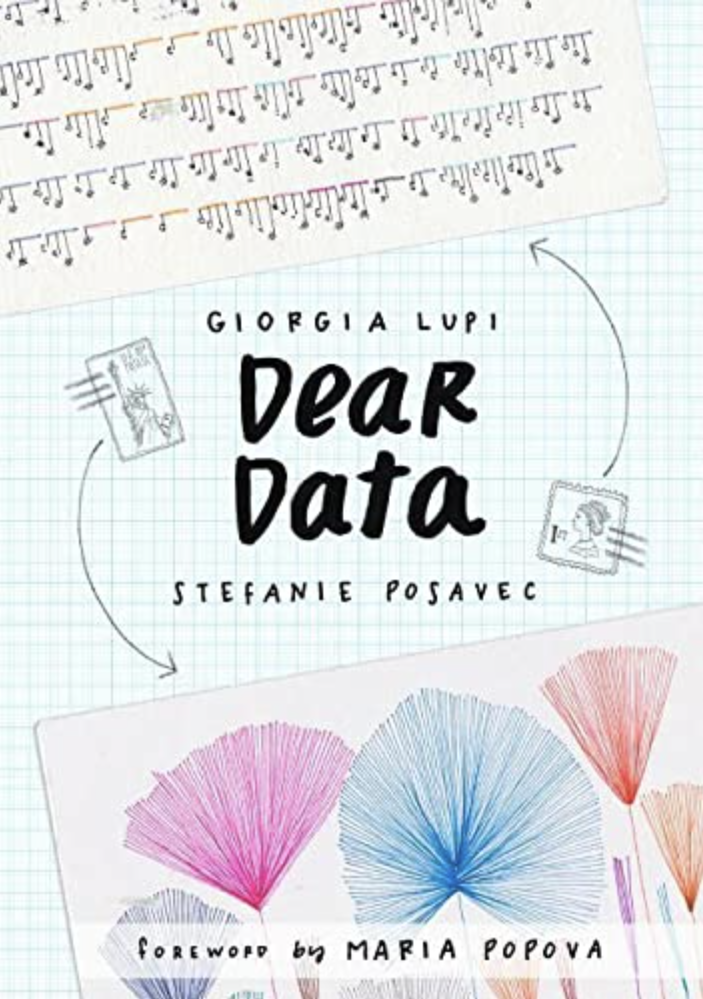 GIORGIA LUPI
Dear
Data
STEFANIE POSAVEC
foreword by MARIA POPOVA